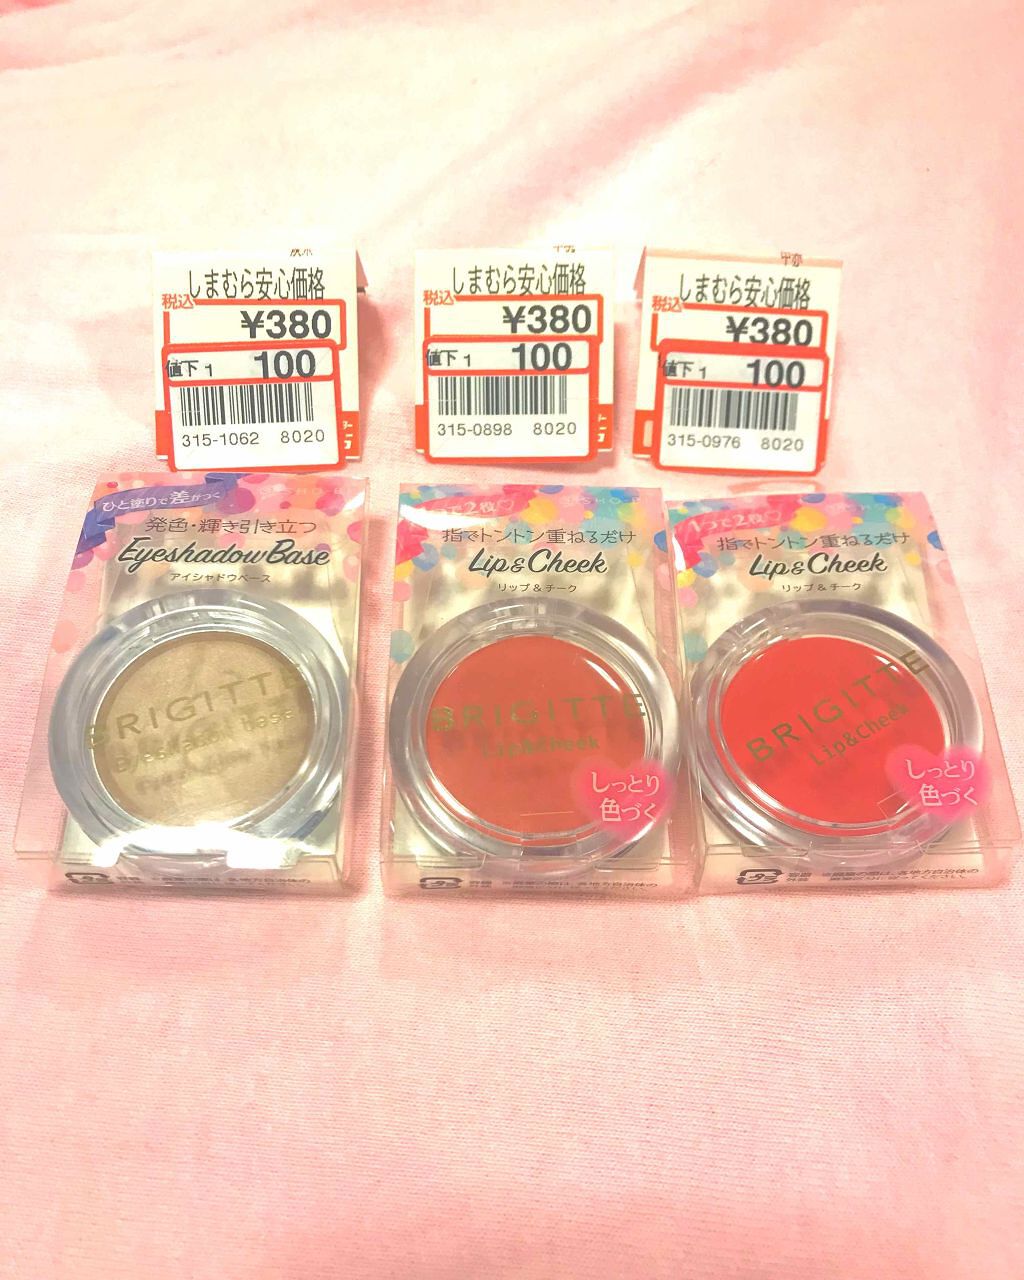 しまむら安心価格
税込
¥380
値下1 100
315-1062 8020
しまむら安心価格
税込
¥380
値下1 100
315-0898 8020
しまむら安心価格
税込
¥380
値下1 100
315-0976 8020
ひと塗りで差がつく
発色・輝き引き立つ
Eyeshadow Base
アイシャドウベース
BRIGITTE
Eyeshadow base
1つで2役♡
指でトントン重ねるだけ
Lip&Cheek
リップ&チーク
BRIGITTE
Lip&Cheek
しっとり
色づく
1つで2役♡
指でトントン重ねるだけ
Lip&Cheek
リップ&チーク
BRIGITTE
Lip&Cheek
しっとり
色づく